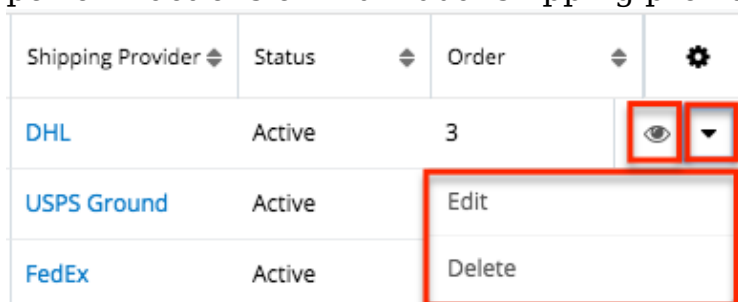 Shipping Provider Status Order
DHL Active 3
USPS Ground Active Edit
FedEx Active Delete